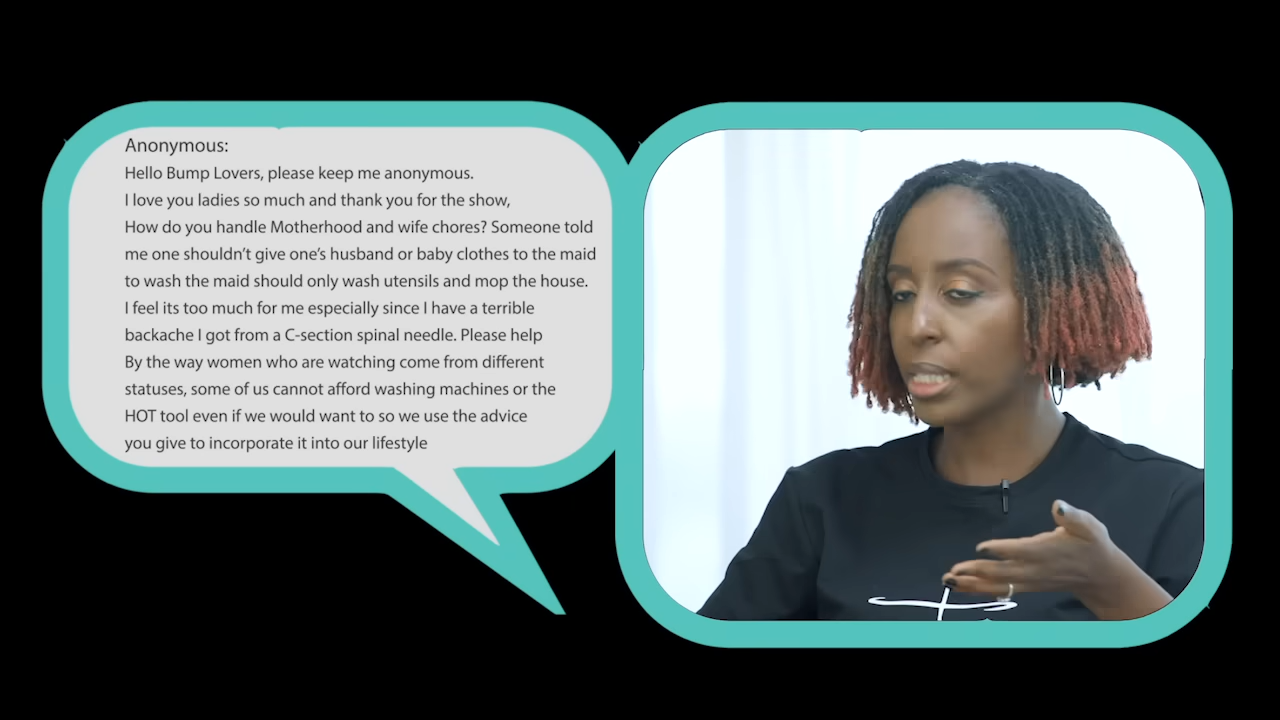 Anonymous:
Hello Bump Lovers, please keep me anonymous.
I love you ladies so much and thank you for the show,
How do you handle Motherhood and wife chores? Someone told
me one shouldn't give one's husband or baby clothes to the maid
to wash the maid should only wash utensils and mop the house.
I feel its too much for me especially since I have a terrible
backache I got from a C-section spinal needle. Please help
By the way women who are watching come from different
statuses, some of us cannot afford washing machines or the
HOT tool even if we would want to so we use the advice
you give to incorporate it into our lifestyle